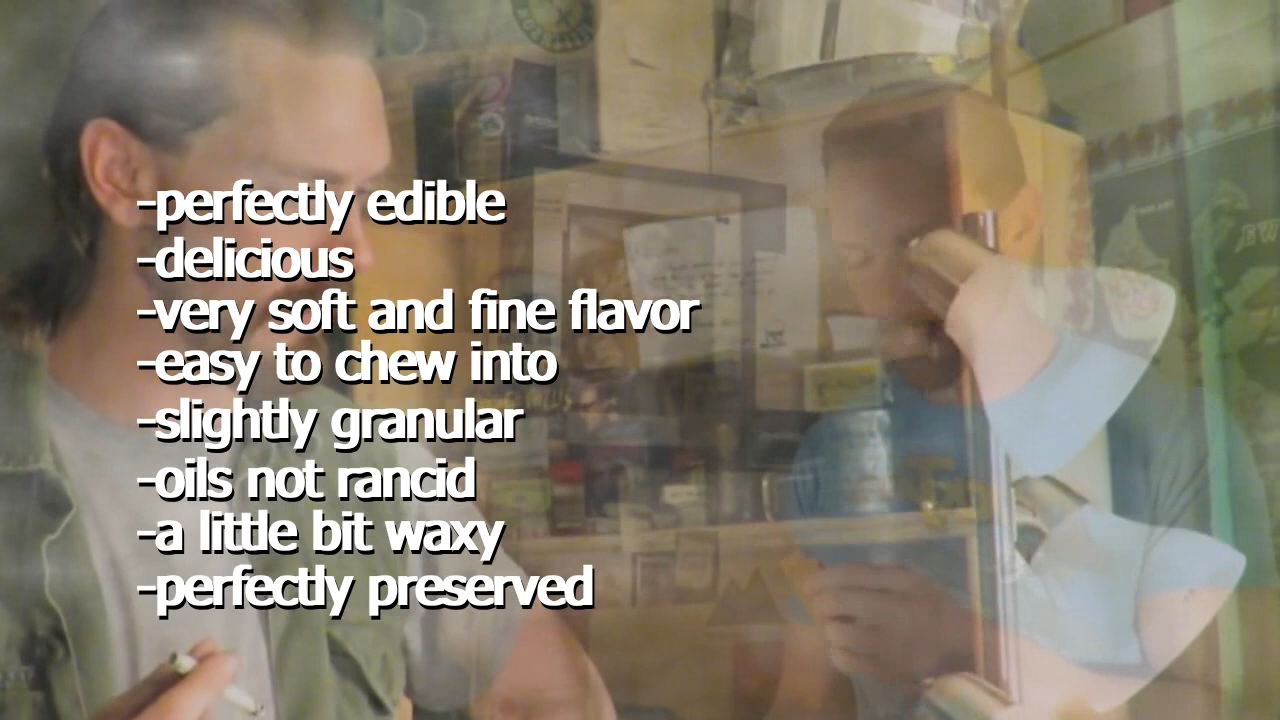 -perfectly edible
-delicious
-very soft and fine flavor
-easy to chew into
-slightly granular
-oils not rancid
-a little bit waxy
-perfectly preserved